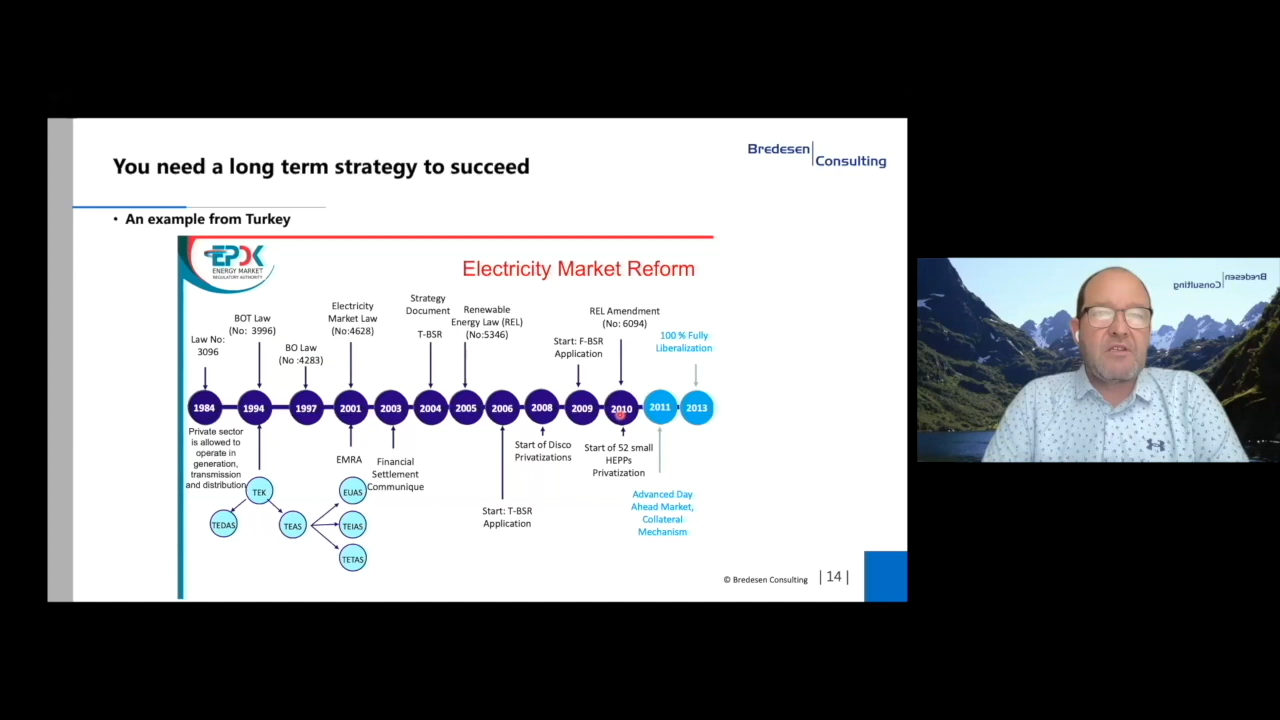 You need a long term strategy to succeed
Bredesen
Consulting
• An example from Turkey
EPDK
ENERGY MARKET
REGULATORY AUTHORITY
Electricity Market Reform
Law No:
3096
BOT Law
(No: 3996)
BO Law
(No :4283)
Electricity
Market Law
(No:4628)
Strategy
Document
T-BSR
Renewable
Energy Law (REL)
(No:5346)
Start: F-BSR
Application
REL Amendment
(No: 6094)
100 % Fully
Liberalization
1984
1994
1997
2001
2003
2004
2005
2006
2008
2009
2010
2011
2013
Private sector
is allowed to
operate in
generation,
transmission
and distribution
EMRA
Financial
Settlement
Communique
Start: T-BSR
Application
Start of Disco
Privatizations
Start of 52 small
HEPPs
Privatization
Advanced Day
Ahead Market,
Collateral
Mechanism
TEK
TEDAS
TEAS
EUAS
TEIAS
TETAS
© Bredesen Consulting
| 14 |
Bredesen
Consulting